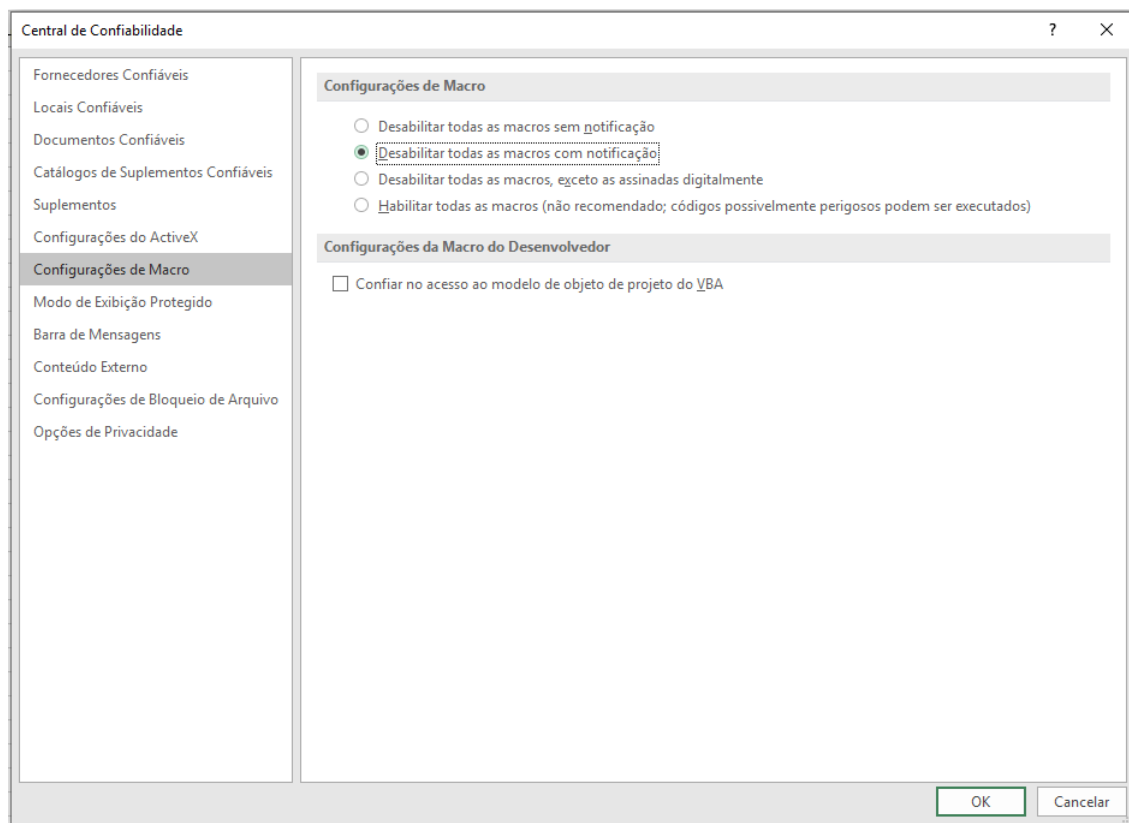 Central de Confiabilidade
?
Fornecedores Confiáveis
Locais Confiáveis
Documentos Confiáveis
Catálogos de Suplementos Confiáveis
Suplementos
Configurações do ActiveX
Configurações de Macro
Modo de Exibição Protegido
Barra de Mensagens
Conteúdo Externo
Configurações de Bloqueio de Arquivo
Opções de Privacidade
Configurações de Macro
Desabilitar todas as macros sem notificação
Desabilitar todas as macros com notificação
Desabilitar todas as macros, exceto as assinadas digitalmente
Habilitar todas as macros (não recomendado; códigos possivelmente perigosos podem ser executados)
Configurações da Macro do Desenvolvedor
Confiar no acesso ao modelo de objeto de projeto do VBA
OK
Cancelar